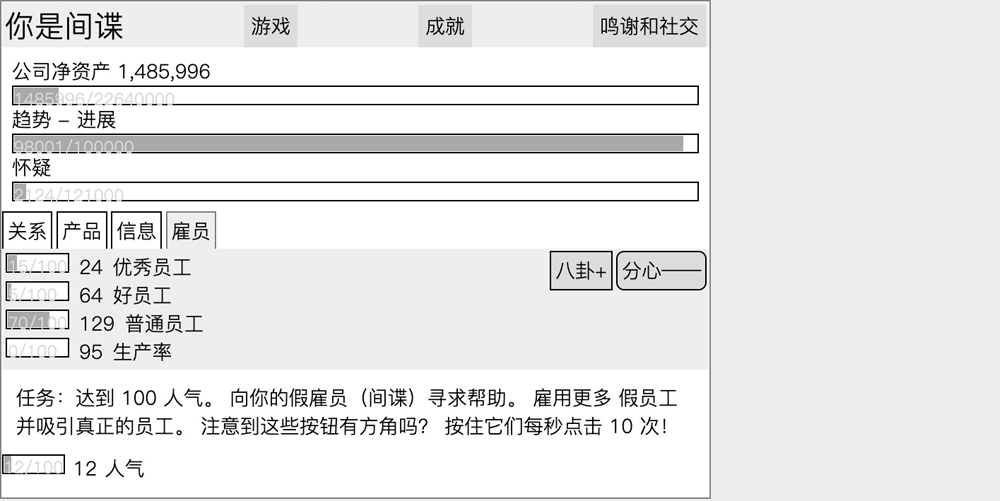 你是间谍 游戏 成就 鸣谢和社交
公司净资产 1,485,996
1485996/22640000
趋势 – 进展
98001/100000
怀疑
2124/121000
关系 产品 信息 雇员
15/100 24 优秀员工 八卦+ 分心——
5/100 64 好员工
70/100 129 普通员工
0/100 95 生产率
任务：达到 100 人气。 向你的假雇员（间谍）寻求帮助。 雇用更多 假员工
并吸引真正的员工。 注意到这些按钮有方角吗？ 按住它们每秒点击 10 次！
12/100 12 人气